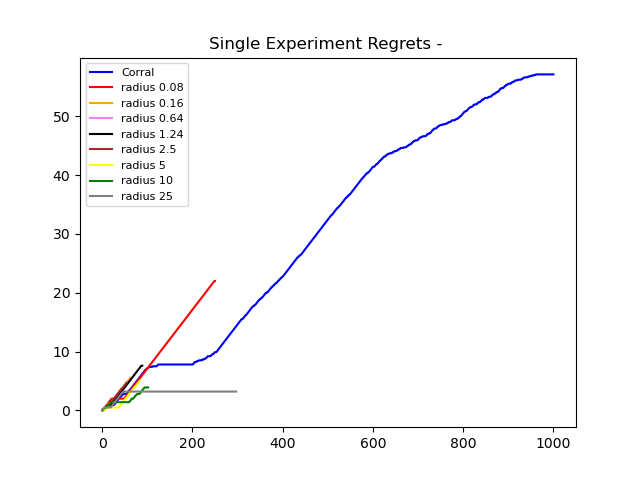 Single Experiment Regrets -
Corral
radius 0.08
radius 0.16
radius 0.64
radius 1.24
radius 2.5
radius 5
radius 10
radius 25
50
40
30
20
10
0
0 200 400 600 800 1000